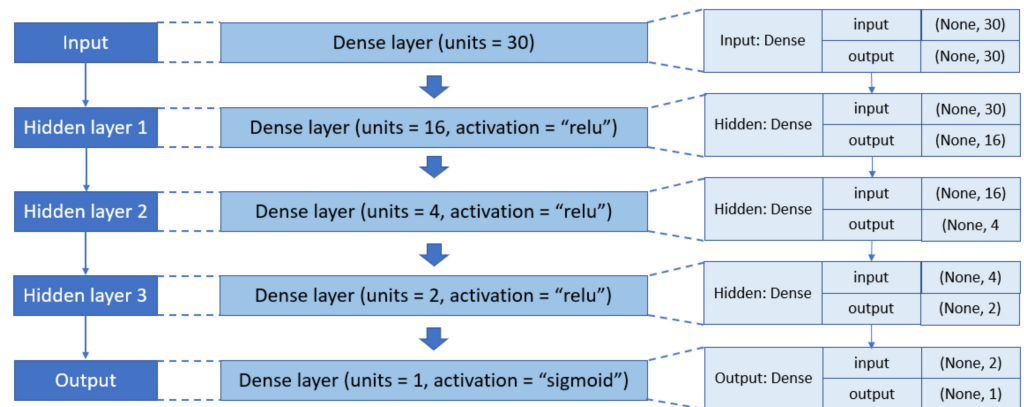 Input
Dense layer (units = 30)
Input: Dense
input
(None, 30)
output
(None, 30)
Hidden layer 1
Dense layer (units = 16, activation = “relu”)
Hidden: Dense
input
(None, 30)
output
(None, 16)
Hidden layer 2
Dense layer (units = 4, activation = “relu”)
Hidden: Dense
input
(None, 16)
output
(None, 4
Hidden layer 3
Dense layer (units = 2, activation = “relu”)
Hidden: Dense
input
(None, 4)
output
(None, 2)
Output
Dense layer (units = 1, activation = “sigmoid”)
Output: Dense
input
(None, 2)
output
(None, 1)